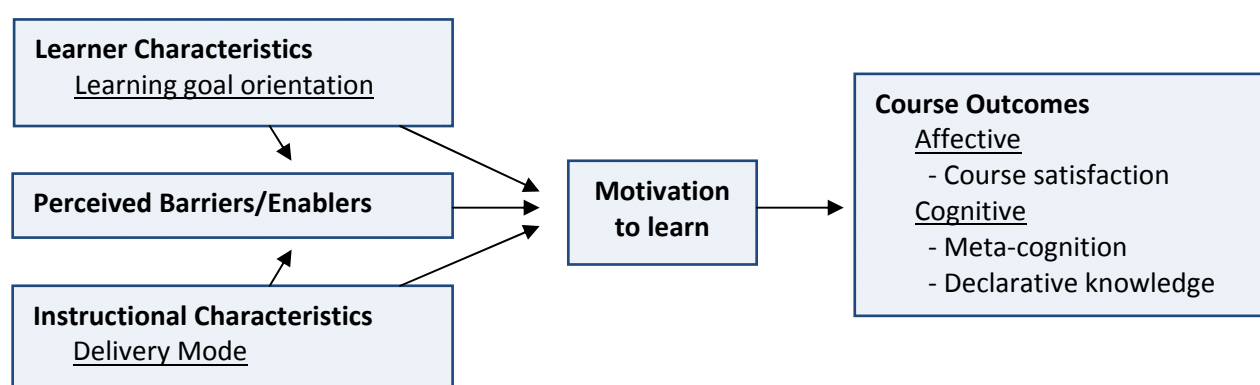 Learner Characteristics
Learning goal orientation
Perceived Barriers/Enablers
Instructional Characteristics
Delivery Mode
Motivation
to learn
Course Outcomes
Affective
- Course satisfaction
Cognitive
- Meta-cognition
- Declarative knowledge